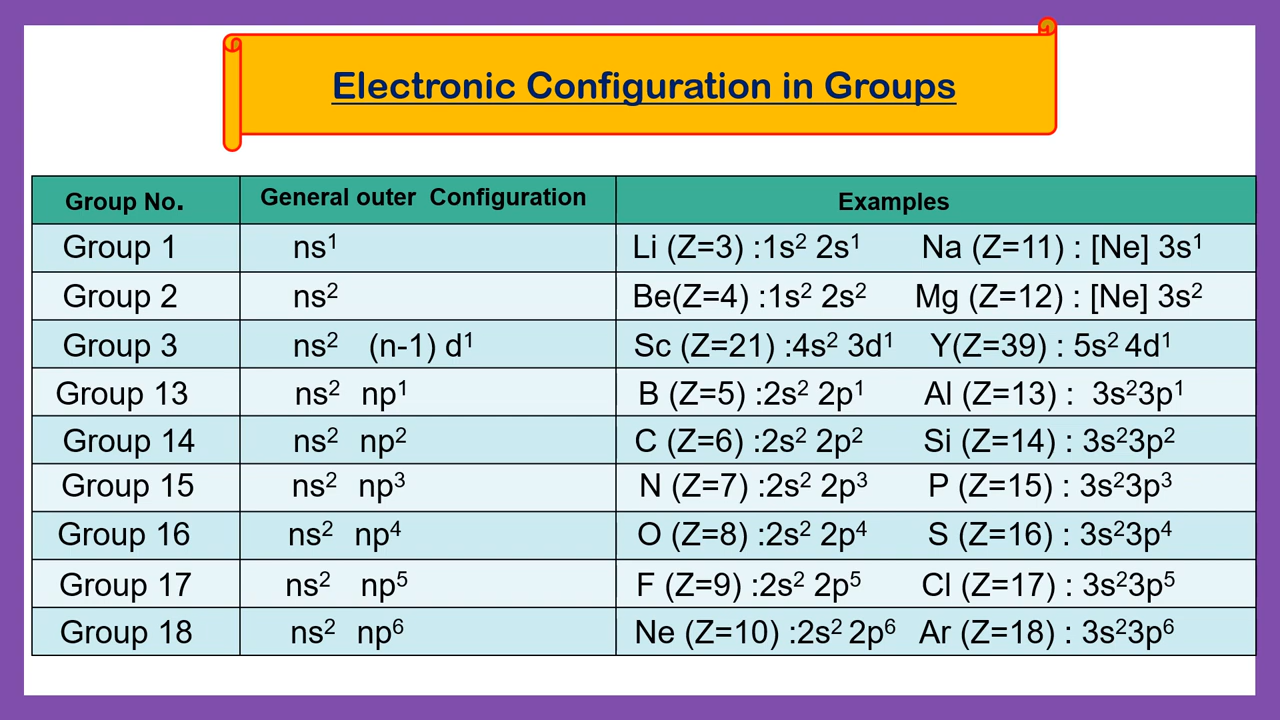 Electronic Configuration in Groups
Group No. General outer Configuration Examples
Group 1 ns¹ Li (Z=3) :1s² 2s¹ Na (Z=11) : [Ne] 3s¹
Group 2 ns² Be(Z=4) :1s² 2s² Mg (Z=12) : [Ne] 3s²
Group 3 ns² (n-1) d¹ Sc (Z=21) :4s² 3d¹ Y(Z=39) : 5s² 4d¹
Group 13 ns² np¹ B (Z=5) :2s² 2p¹ Al (Z=13) : 3s²3p¹
Group 14 ns² np² C (Z=6) :2s² 2p² Si (Z=14) : 3s²3p²
Group 15 ns² np³ N (Z=7) :2s² 2p³ P (Z=15) : 3s²3p³
Group 16 ns² np⁴ O (Z=8) :2s² 2p⁴ S (Z=16) : 3s²3p⁴
Group 17 ns² np⁵ F (Z=9) :2s² 2p⁵ Cl (Z=17) : 3s²3p⁵
Group 18 ns² np⁶ Ne (Z=10) :2s² 2p⁶ Ar (Z=18) : 3s²3p⁶